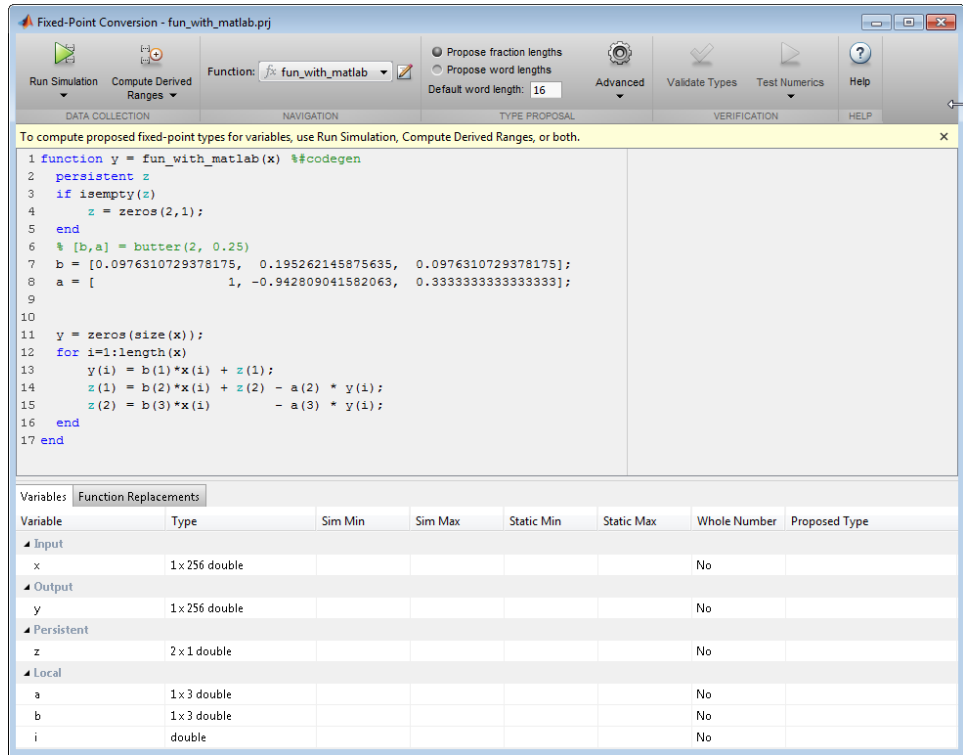 Fixed-Point Conversion - fun_with_matlab.prj
Run Simulation
Compute Derived
Ranges
Function: fx fun_with_matlab
Propose fraction lengths
Propose word lengths
Default word length: 16
Advanced
Validate Types
Test Numerics
Help
DATA COLLECTION NAVIGATION TYPE PROPOSAL VERIFICATION HELP
To compute proposed fixed-point types for variables, use Run Simulation, Compute Derived Ranges, or both.
1 function y = fun_with_matlab(x) %#codegen
2 persistent z
3 if isempty(z)
4 z = zeros(2,1);
5 end
6 % [b,a] = butter(2, 0.25)
7 b = [0.0976310729378175, 0.195262145875635, 0.0976310729378175];
8 a = [ 1, -0.942809041582063, 0.3333333333333333];
9
10
11 y = zeros(size(x));
12 for i=1:length(x)
13 y(i) = b(1)*x(i) + z(1);
14 z(1) = b(2)*x(i) + z(2) - a(2) * y(i);
15 z(2) = b(3)*x(i) - a(3) * y(i);
16 end
17 end
Variables Function Replacements
Variable Type Sim Min Sim Max Static Min Static Max Whole Number Proposed Type
Input
x 1 x 256 double No
Output
y 1 x 256 double No
Persistent
z 2 x 1 double No
Local
a 1 x 3 double No
b 1 x 3 double No
i double No